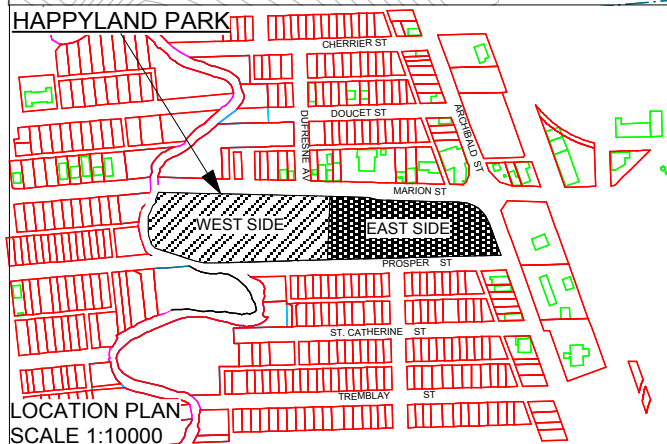 HAPPYLAND PARK
CHERRIER ST
DUFRESNE AV
DOUCET ST
ARCHIBALD ST
MARION ST
WEST SIDE
EAST SIDE
PROSPER ST
ST. CATHERINE ST
TREMBLAY ST
LOCATION PLAN
SCALE 1:10000